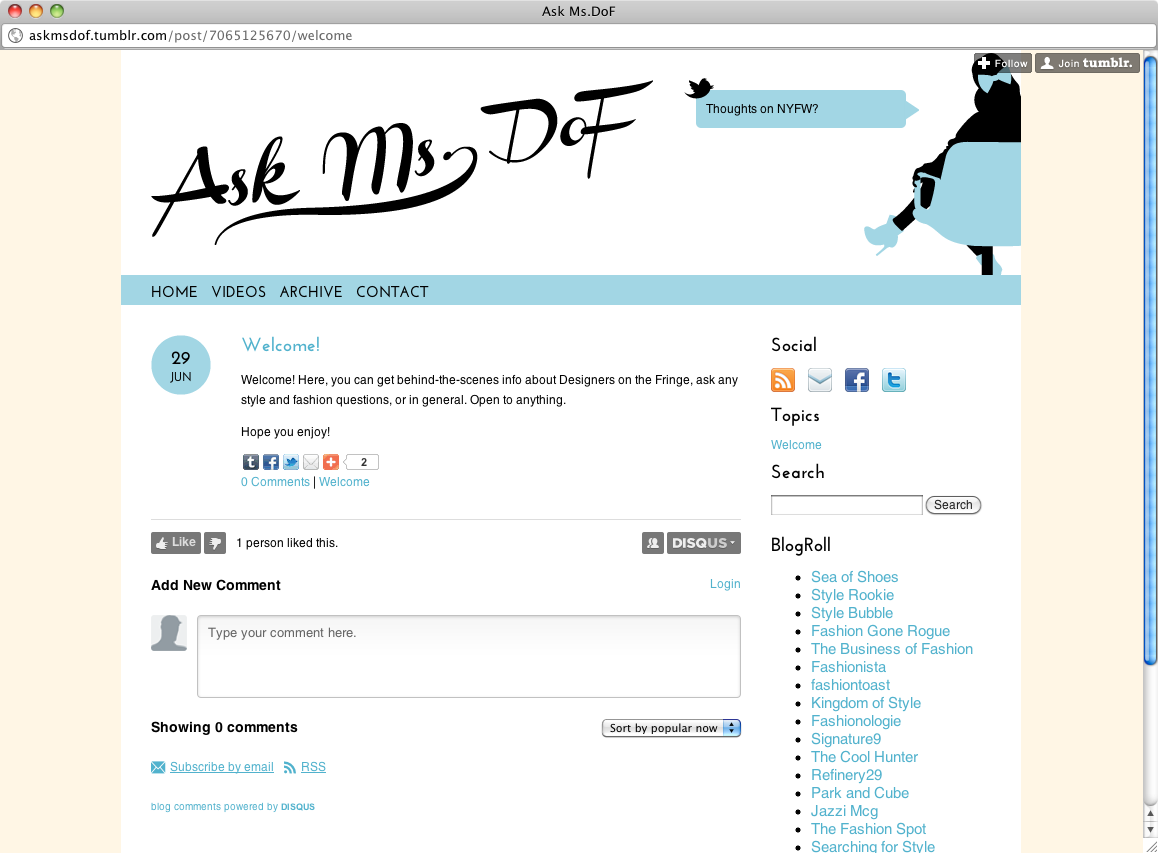 Ask Ms.DoF
askmsdof.tumblr.com/post/7065125670/welcome
Follow
Join tumblr.
Ask Ms. DoF
Thoughts on NYFW?
HOME VIDEOS ARCHIVE CONTACT
29
JUN
Welcome!
Welcome! Here, you can get behind-the-scenes info about Designers on the Fringe, ask any
style and fashion questions, or in general. Open to anything.
Hope you enjoy!
2
0 Comments | Welcome
Like
1 person liked this.
DISQUS
Add New Comment
Login
Type your comment here.
Showing 0 comments
Sort by popular now
Subscribe by email
RSS
blog comments powered by DISQUS
Social
Topics
Welcome
Search
Search
BlogRoll
Sea of Shoes
Style Rookie
Style Bubble
Fashion Gone Rogue
The Business of Fashion
Fashionista
fashiontoast
Kingdom of Style
Fashionologie
Signature9
The Cool Hunter
Refinery29
Park and Cube
Jazzi Mcg
The Fashion Spot
Searching for Style